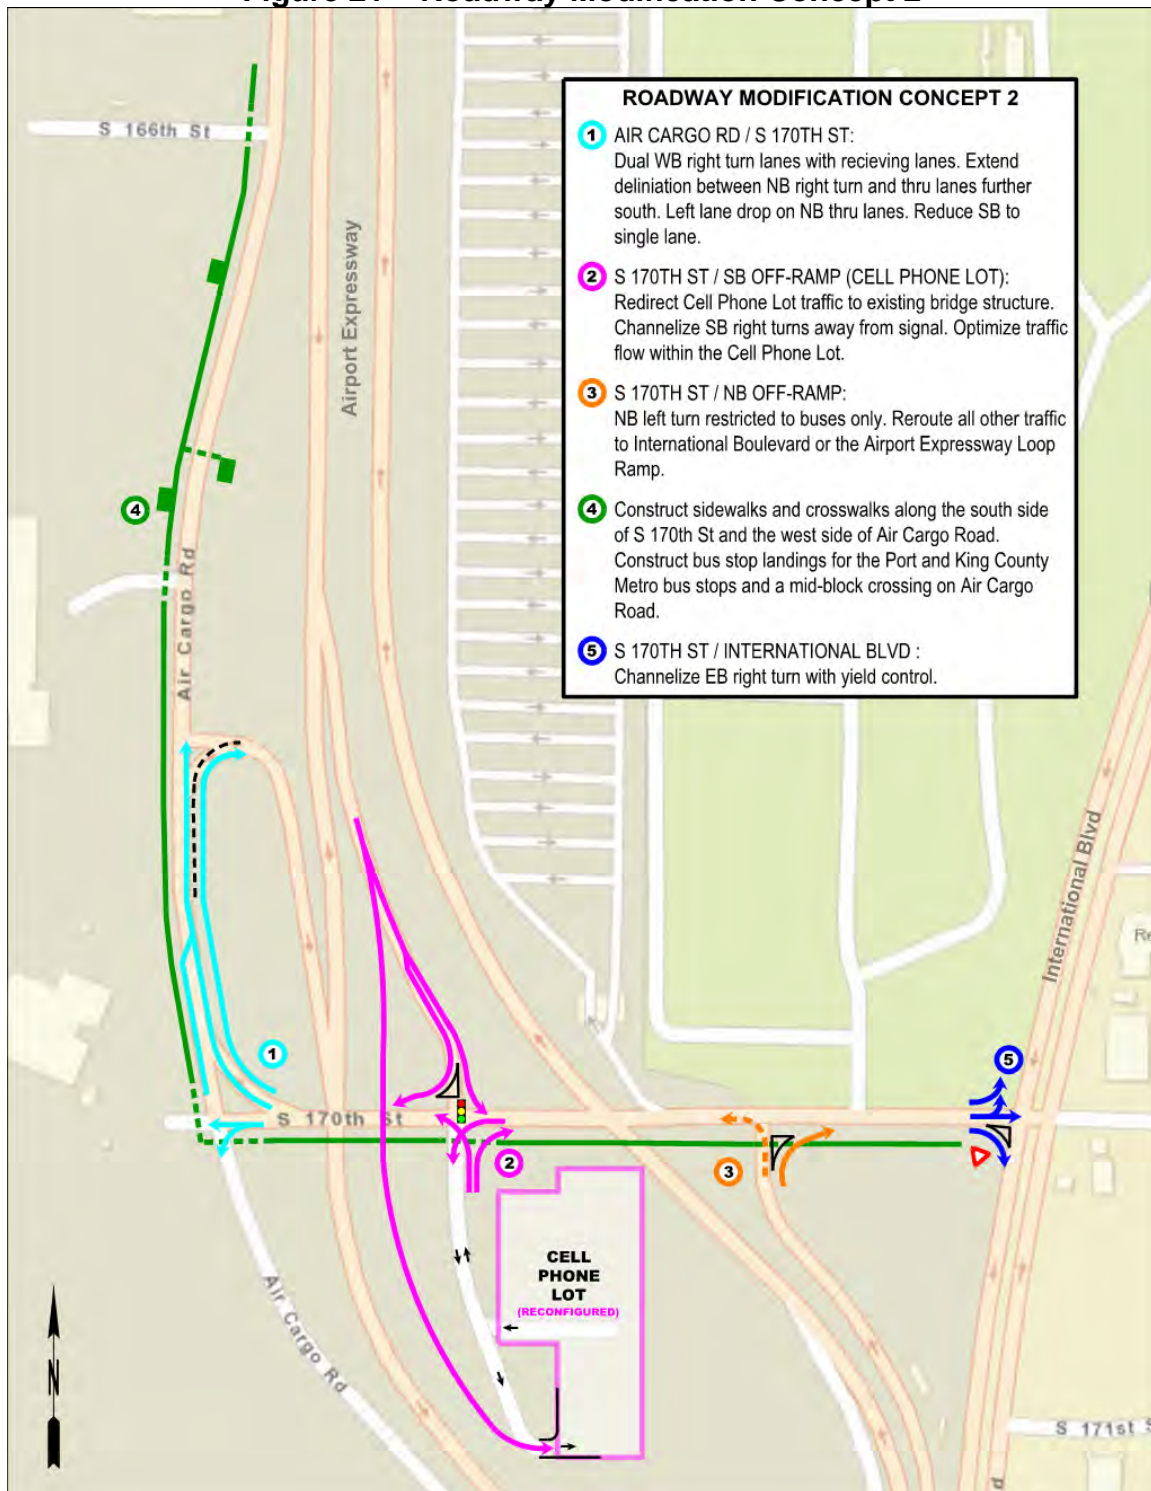 Figure 21 - Roadway Modification Concept 2
ROADWAY MODIFICATION CONCEPT 2
1 AIR CARGO RD / S 170TH ST:
Dual WB right turn lanes with recieving lanes. Extend
deliniation between NB right turn and thru lanes further
south. Left lane drop on NB thru lanes. Reduce SB to
single lane.
2 S 170TH ST / SB OFF-RAMP (CELL PHONE LOT):
Redirect Cell Phone Lot traffic to existing bridge structure.
Channelize SB right turns away from signal. Optimize traffic
flow within the Cell Phone Lot.
3 S 170TH ST / NB OFF-RAMP:
NB left turn restricted to buses only. Reroute all other traffic
to International Boulevard or the Airport Expressway Loop
Ramp.
4 Construct sidewalks and crosswalks along the south side
of S 170th St and the west side of Air Cargo Road.
Construct bus stop landings for the Port and King County
Metro bus stops and a mid-block crossing on Air Cargo
Road.
5 S 170TH ST / INTERNATIONAL BLVD :
Channelize EB right turn with yield control.
S 166th St
Airport Expressway
4
Air Cargo Rd
International Blvd
Re
1
5
S 170th St
2
3
CELL
PHONE
LOT
(RECONFIGURED)
Air Cargo Rd
N
S 171st S
d